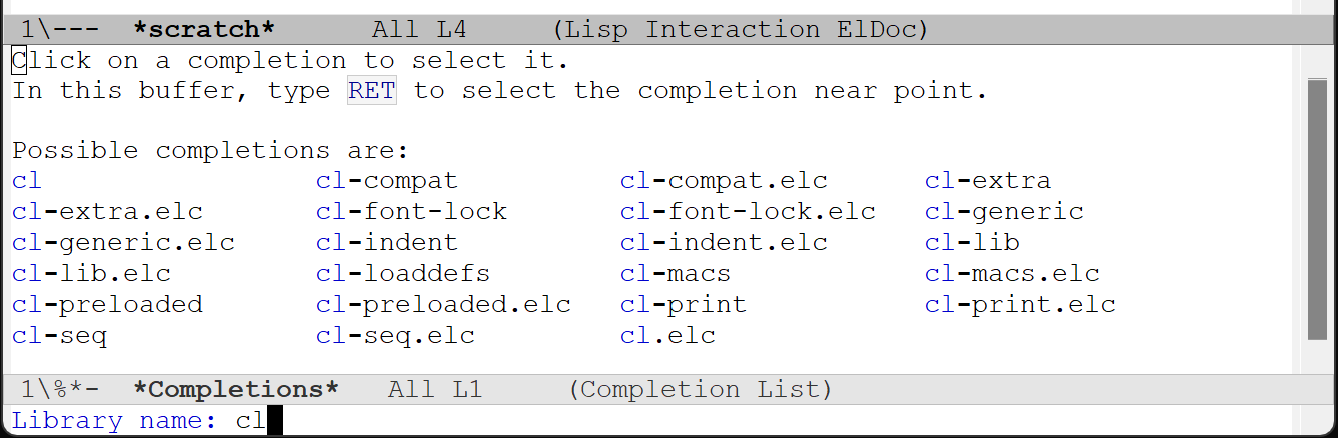 1\---  *scratch*      All L4     (Lisp Interaction ElDoc)
Click on a completion to select it.
In this buffer, type RET to select the completion near point.
Possible completions are:
cl                 cl-compat          cl-compat.elc      cl-extra
cl-extra.elc       cl-font-lock       cl-font-lock.elc   cl-generic
cl-generic.elc     cl-indent          cl-indent.elc      cl-lib
cl-lib.elc         cl-loaddefs        cl-macs            cl-macs.elc
cl-preloaded       cl-preloaded.elc   cl-print           cl-print.elc
cl-seq             cl-seq.elc         cl.elc
1\%*-  *Completions*   All L1     (Completion List)
Library name: cl